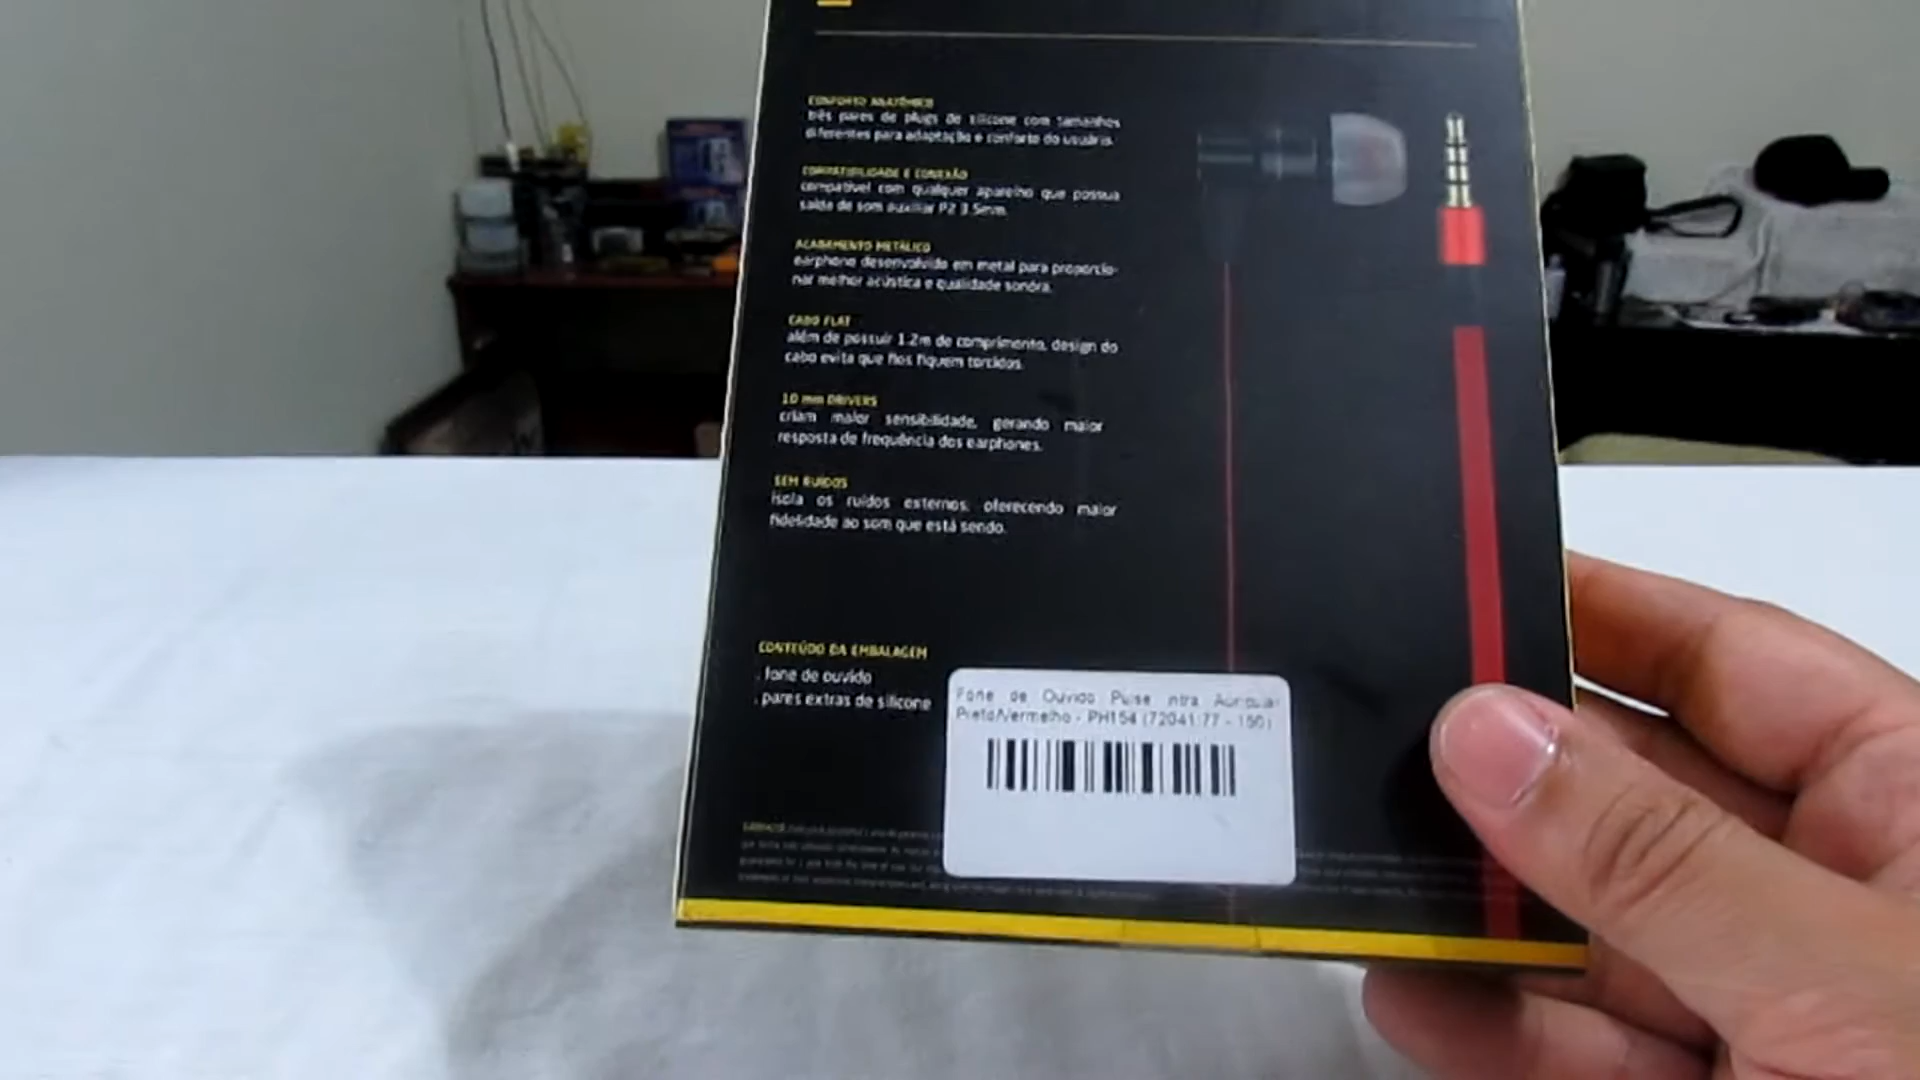 CONFORTO ANATÔMICO
três pares de plugs de silicone com tamanhos
diferentes para adaptação e conforto do usuário.
COMPATIBILIDADE E CONEXÃO
compatível com qualquer aparelho que possua
saída de som auxiliar P2 3.5mm.
ACABAMENTO METÁLICO
earphone desenvolvido em metal para proporcio-
nar melhor acústica e qualidade sonora.
CABO FLAT
além de possuir 1.2m de comprimento, design do
cabo evita que fios fiquem torcidos.
10 mm DRIVERS
criam maior sensibilidade, gerando maior
resposta de frequência dos earphones.
SEM RUÍDOS
isola os ruídos externos, oferecendo maior
fidelidade ao som que está sendo.
CONTEÚDO DA EMBALAGEM
. fone de ouvido
. pares extras de silicone
Fone de Ouvido Pulse ntra Auricular
Preto/Vermelho - PH154 (72041 77 - 150)